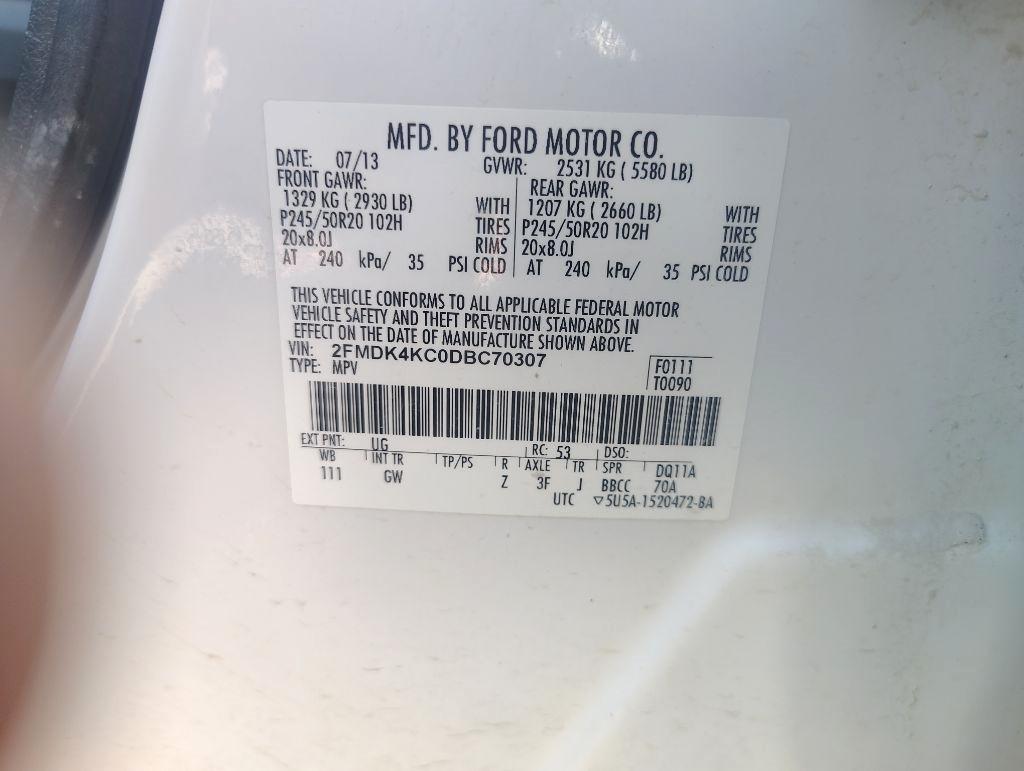 MFD. BY FORD MOTOR CO.
DATE: 07/13 GVWR: 2531 KG ( 5580 LB)
FRONT GAWR: REAR GAWR:
1329 KG ( 2930 LB) WITH 1207 KG ( 2660 LB) WITH
P245/50R20 102H TIRES P245/50R20 102H TIRES
20x8.0J RIMS 20x8.0J RIMS
AT 240 kPa/ 35 PSI COLD AT 240 kPa/ 35 PSI COLD
THIS VEHICLE CONFORMS TO ALL APPLICABLE FEDERAL MOTOR
VEHICLE SAFETY AND THEFT PREVENTION STANDARDS IN
EFFECT ON THE DATE OF MANUFACTURE SHOWN ABOVE.
VIN: 2FMDK4KC0DBC70307
TYPE: MPV F0111
T0090
EXT PNT: UG RC: 53 DSO:
WB INT TR TP/PS R AXLE TR SPR DQ11A
111 GW Z 3F J BBCC 70A
UTC ▽5U5A-1520472-BA